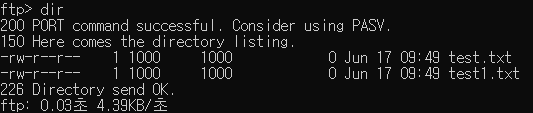 ftp> dir
200 PORT command successful. Consider using PASV.
150 Here comes the directory listing.
-rw-r--r--    1 1000     1000            0 Jun 17 09:49 test.txt
-rw-r--r--    1 1000     1000            0 Jun 17 09:49 test1.txt
226 Directory send OK.
ftp: 0.03초 4.39KB/초